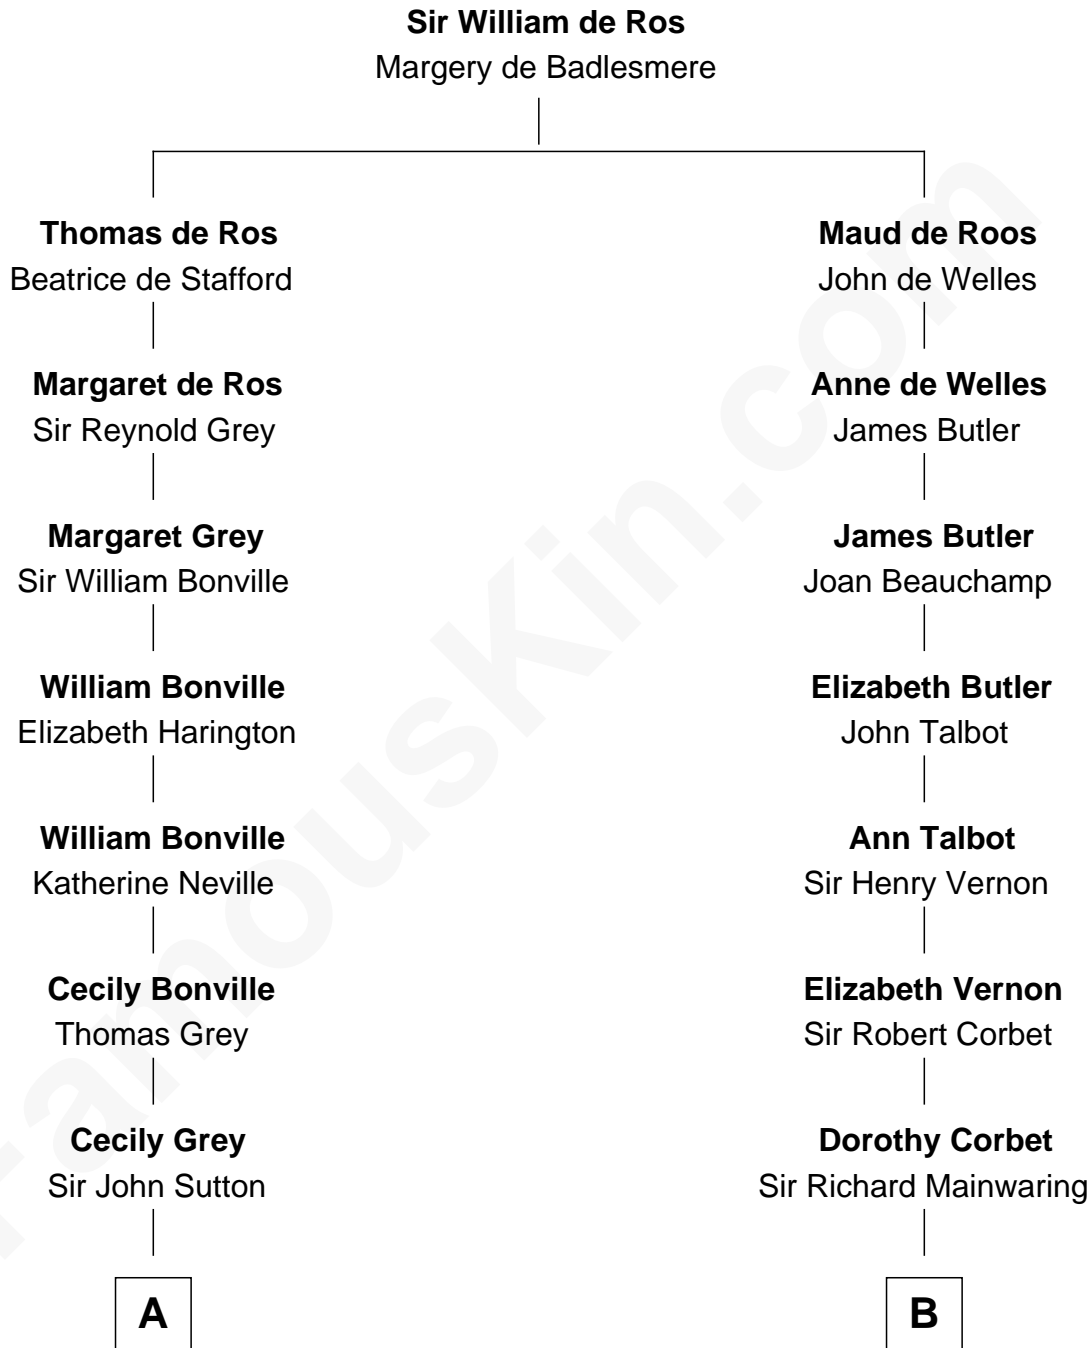 Sir William de Ros
Margery de Badlesmere
Thomas de Ros
Beatrice de Stafford
Maud de Roos
John de Welles
Margaret de Ros
Sir Reynold Grey
Anne de Welles
James Butler
Margaret Grey
Sir William Bonville
James Butler
Joan Beauchamp
William Bonville
Elizabeth Harington
Elizabeth Butler
John Talbot
William Bonville
Katherine Neville
Ann Talbot
Sir Henry Vernon
Cecily Bonville
Thomas Grey
Elizabeth Vernon
Sir Robert Corbet
Cecily Grey
Sir John Sutton
Dorothy Corbet
Sir Richard Mainwaring
A
B
FamousKin.com